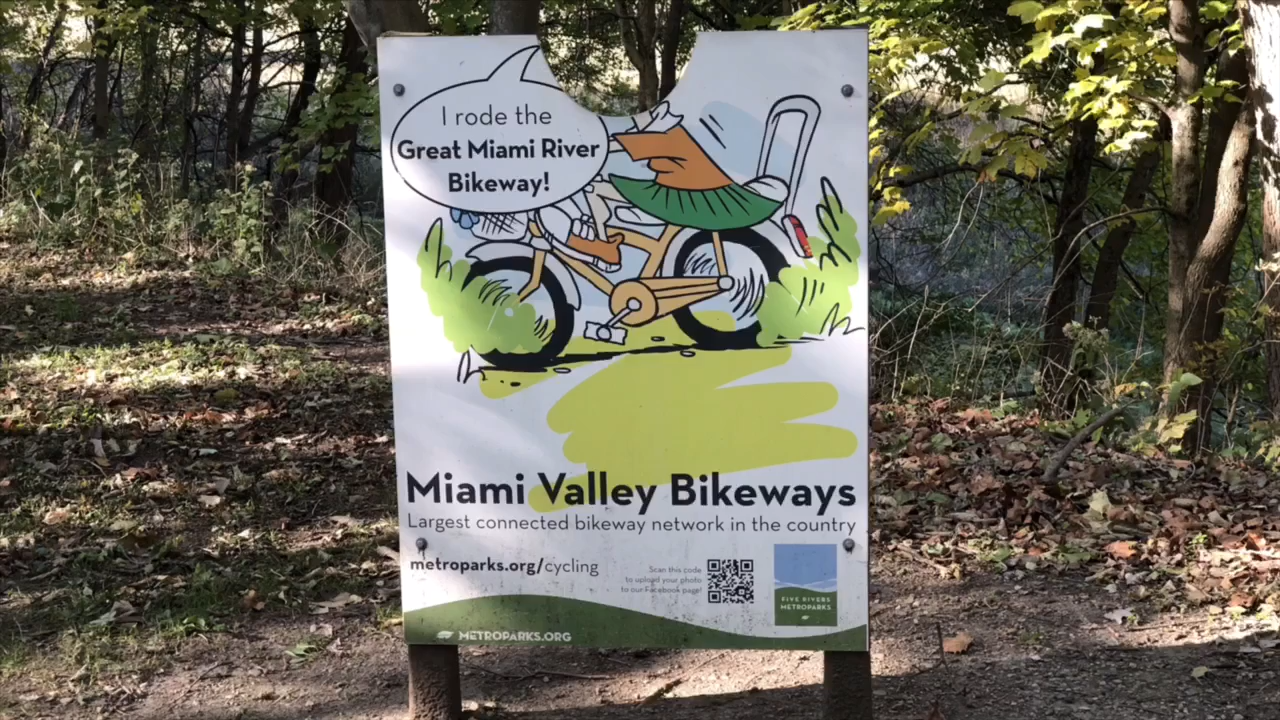 I rode the
Great Miami River
Bikeway!
Miami Valley Bikeways
Largest connected bikeway network in the country
metroparks.org/cycling
Scan this code
to upload your photo
to our Facebook page!
FIVE RIVERS
METROPARKS
METROPARKS.ORG